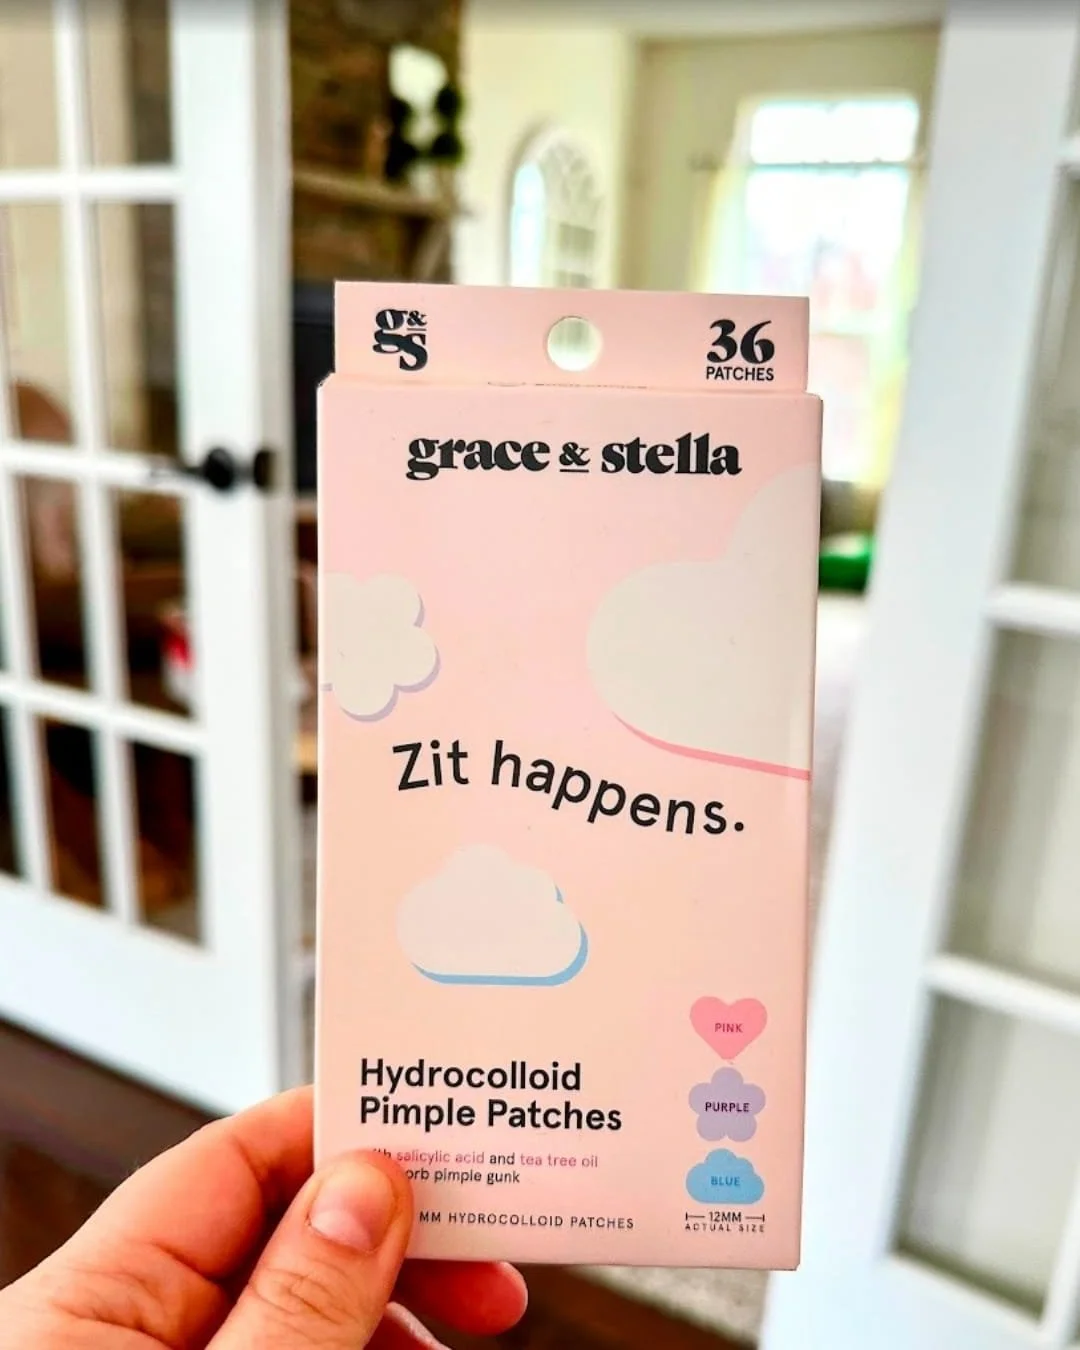 g&s
36
PATCHES
grace & stella
Zit happens.
PINK
PURPLE
BLUE
12MM
ACTUAL SIZE
Hydrocolloid
Pimple Patches
salicylic acid and tea tree oil
pimple gunk
MM HYDROCOLLOID PATCHES